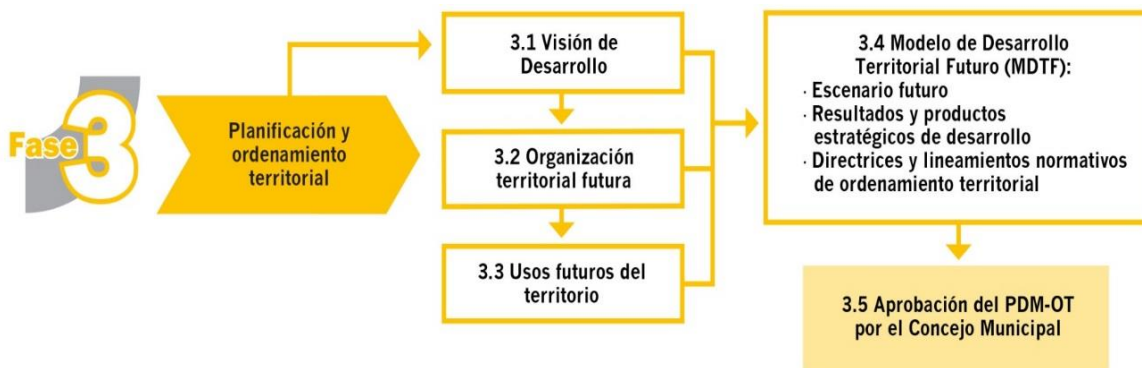 Fase 3
Planificación y
ordenamiento
territorial
3.1 Visión de
Desarrollo
3.2 Organización
territorial futura
3.3 Usos futuros del
territorio
3.4 Modelo de Desarrollo
Territorial Futuro (MDTF):
· Escenario futuro
· Resultados y productos
estratégicos de desarrollo
· Directrices y lineamientos normativos
de ordenamiento territorial
3.5 Aprobación del PDM-OT
por el Concejo Municipal